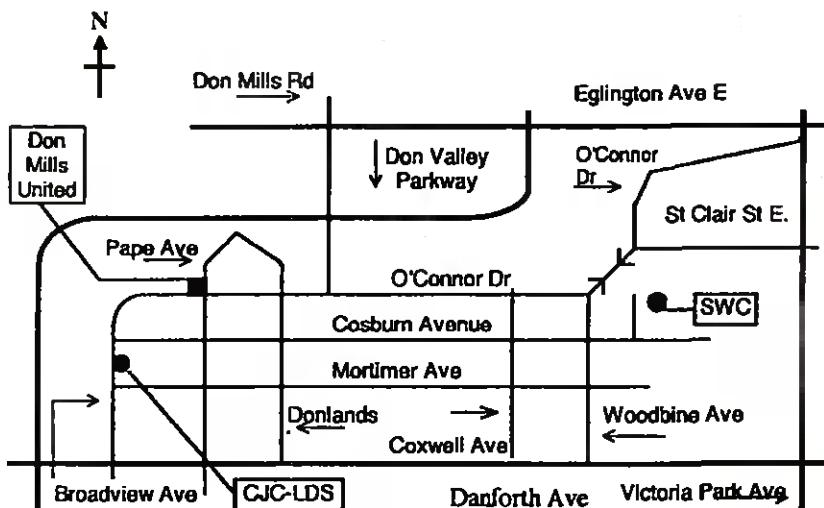 N
Don Mills Rd
Eglington Ave E
Don
Mills
United
Don Valley
Parkway
O'Connor
Dr
St Clair St E.
Pape Ave
O'Connor Dr
SWC
Cosburn Avenue
Mortimer Ave
Donlands
Woodbine Ave
Coxwell Ave
Broadview Ave
CJC-LDS
Danforth Ave
Victoria Park Ave